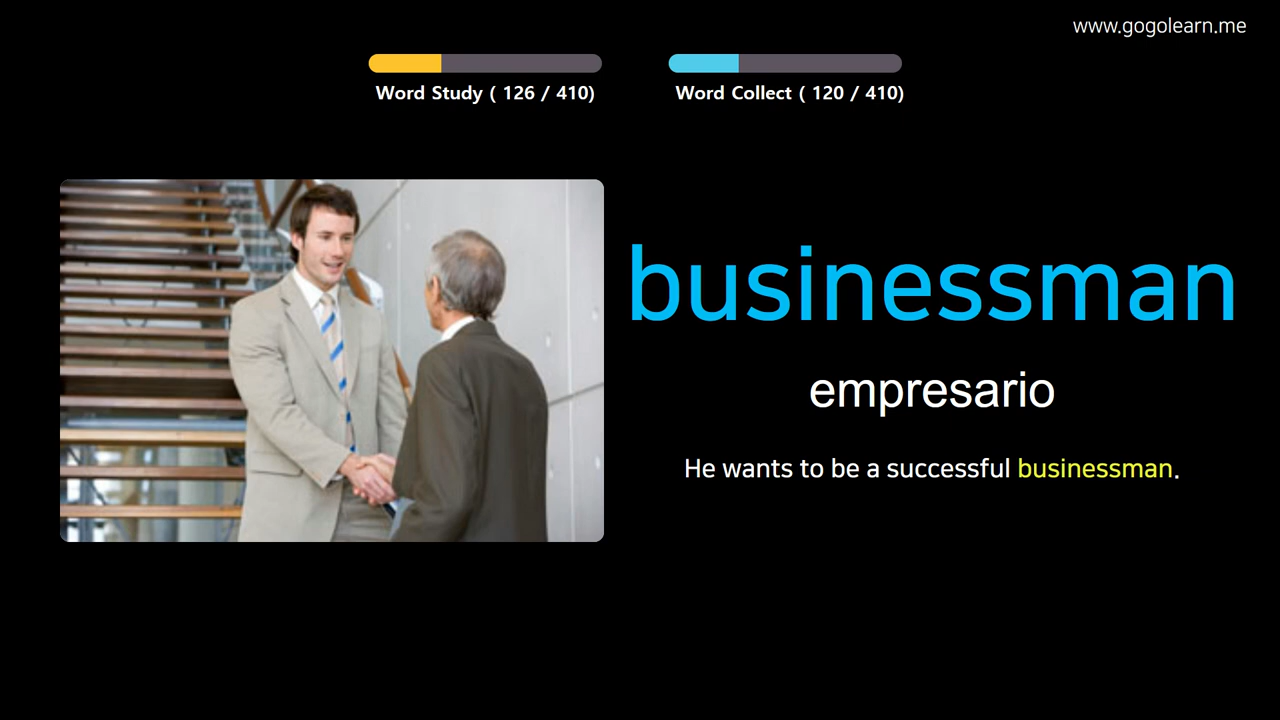 www.gogolearn.me
Word Study ( 126 / 410)
Word Collect ( 120 / 410)
businessman
empresario
He wants to be a successful businessman.